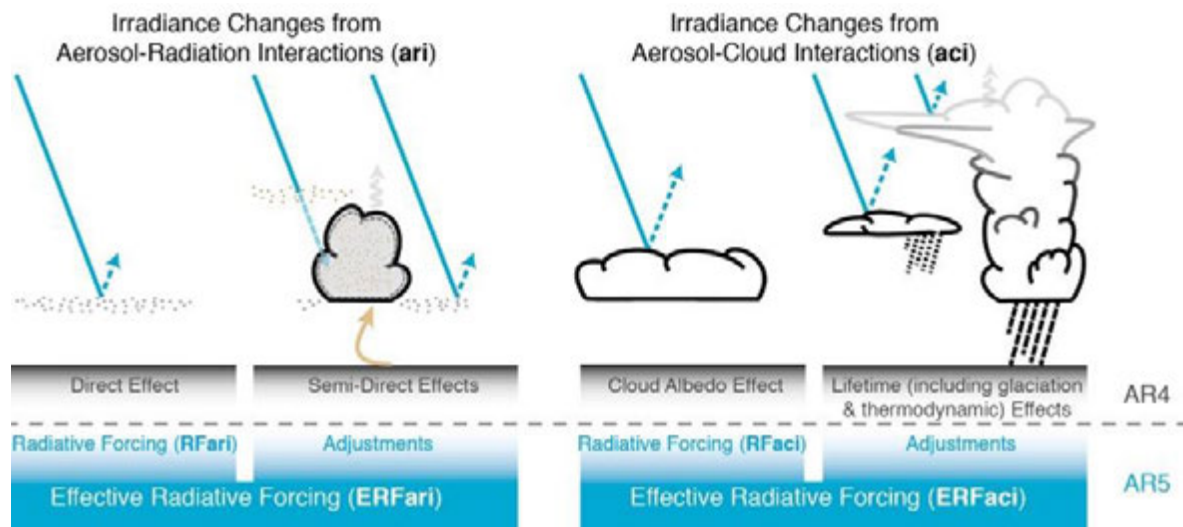 Irradiance Changes from
Aerosol-Radiation Interactions (ari)
Irradiance Changes from
Aerosol-Cloud Interactions (aci)
Direct Effect
Semi-Direct Effects
Cloud Albedo Effect
Lifetime (including glaciation
& thermodynamic) Effects
AR4
Radiative Forcing (RFari)
Adjustments
Radiative Forcing (RFaci)
Adjustments
Effective Radiative Forcing (ERFari)
Effective Radiative Forcing (ERFaci)
AR5